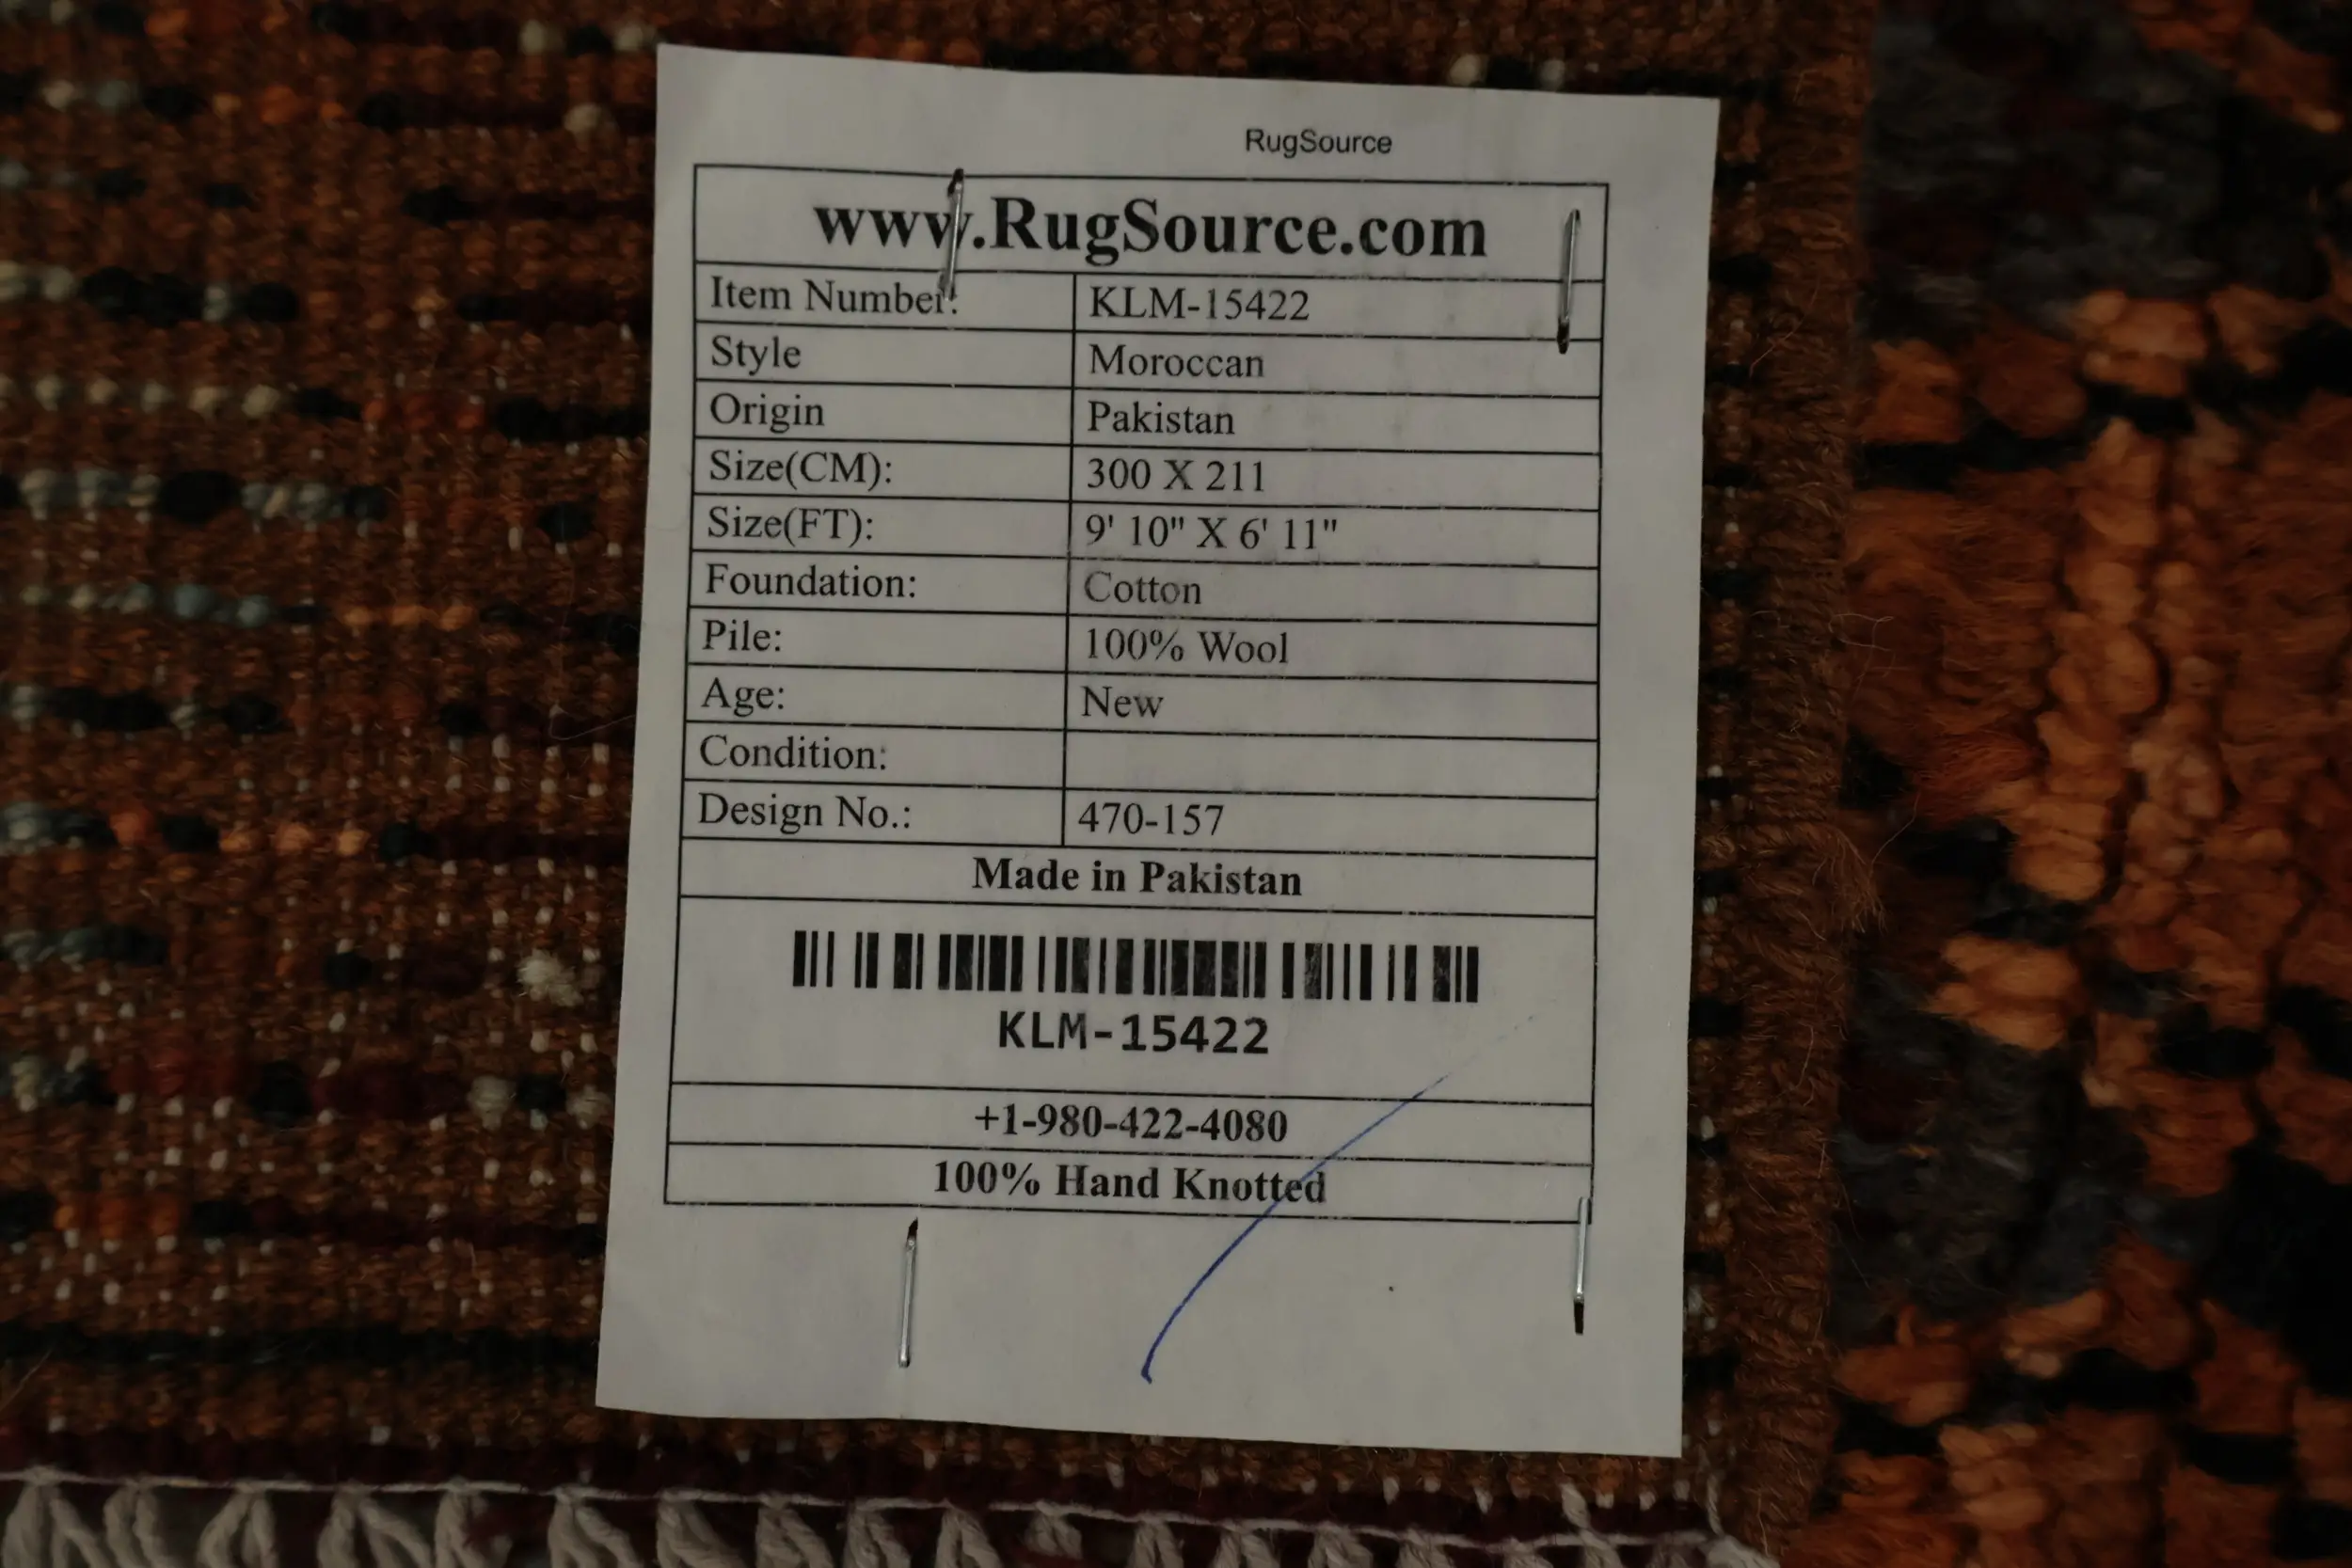 RugSource
www.RugSource.com
Item Number: KLM-15422
Style Moroccan
Origin Pakistan
Size(CM): 300 X 211
Size(FT): 9' 10" X 6' 11"
Foundation: Cotton
Pile: 100% Wool
Age: New
Condition:
Design No.: 470-157
Made in Pakistan
KLM-15422
+1-980-422-4080
100% Hand Knotted